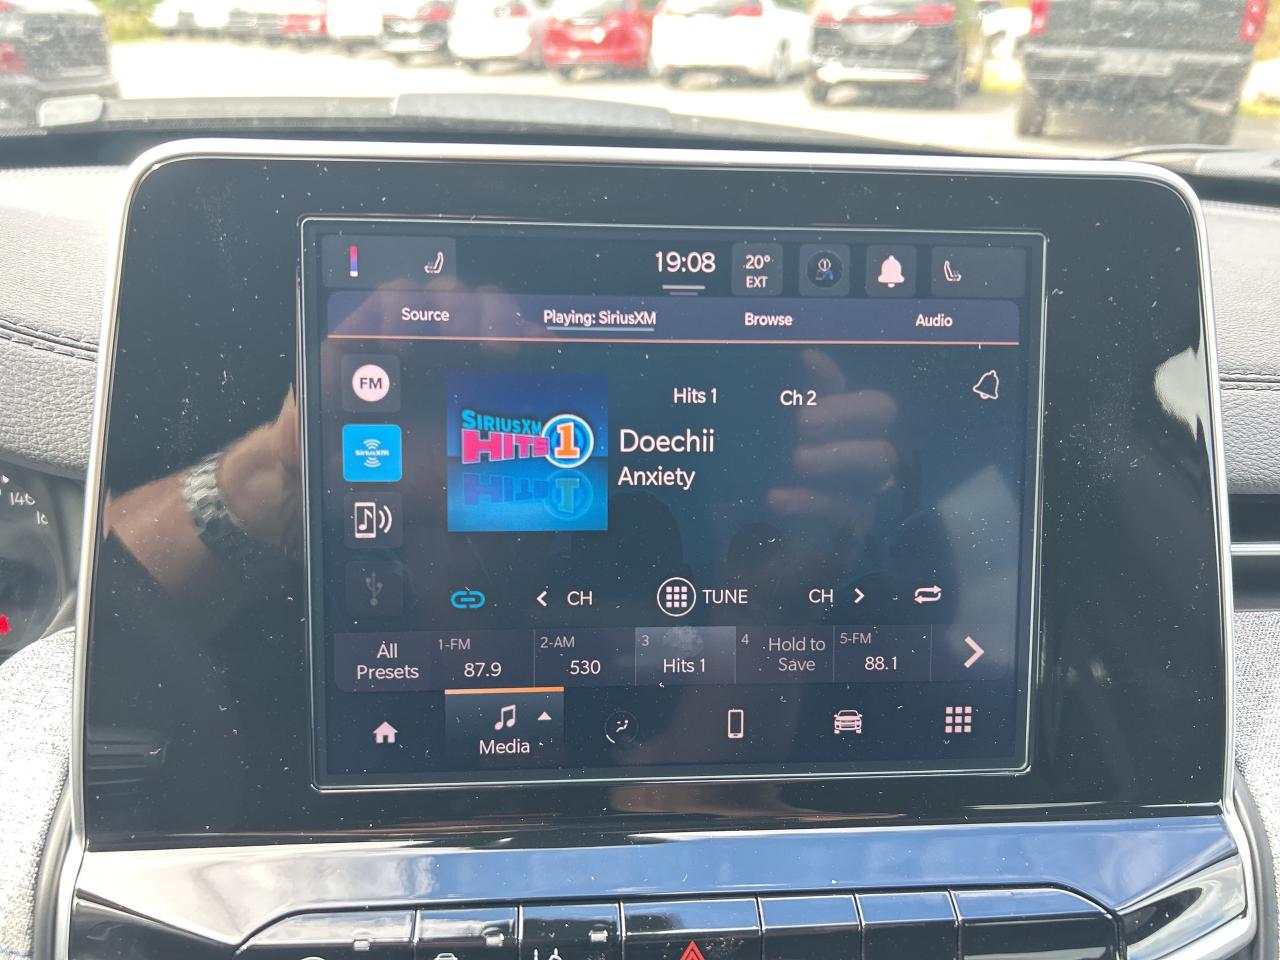 19:08
20°
EXT
Source
Playing: SiriusXM
Browse
Audio
FM
SiriusXM
Hits 1
Ch 2
SIRIUSXM
HITS 1
Doechii
Anxiety
CH
TUNE
CH
All
Presets
1-FM
87.9
2-AM
530
3
Hits 1
4
Hold to
Save
5-FM
88.1
Media
140